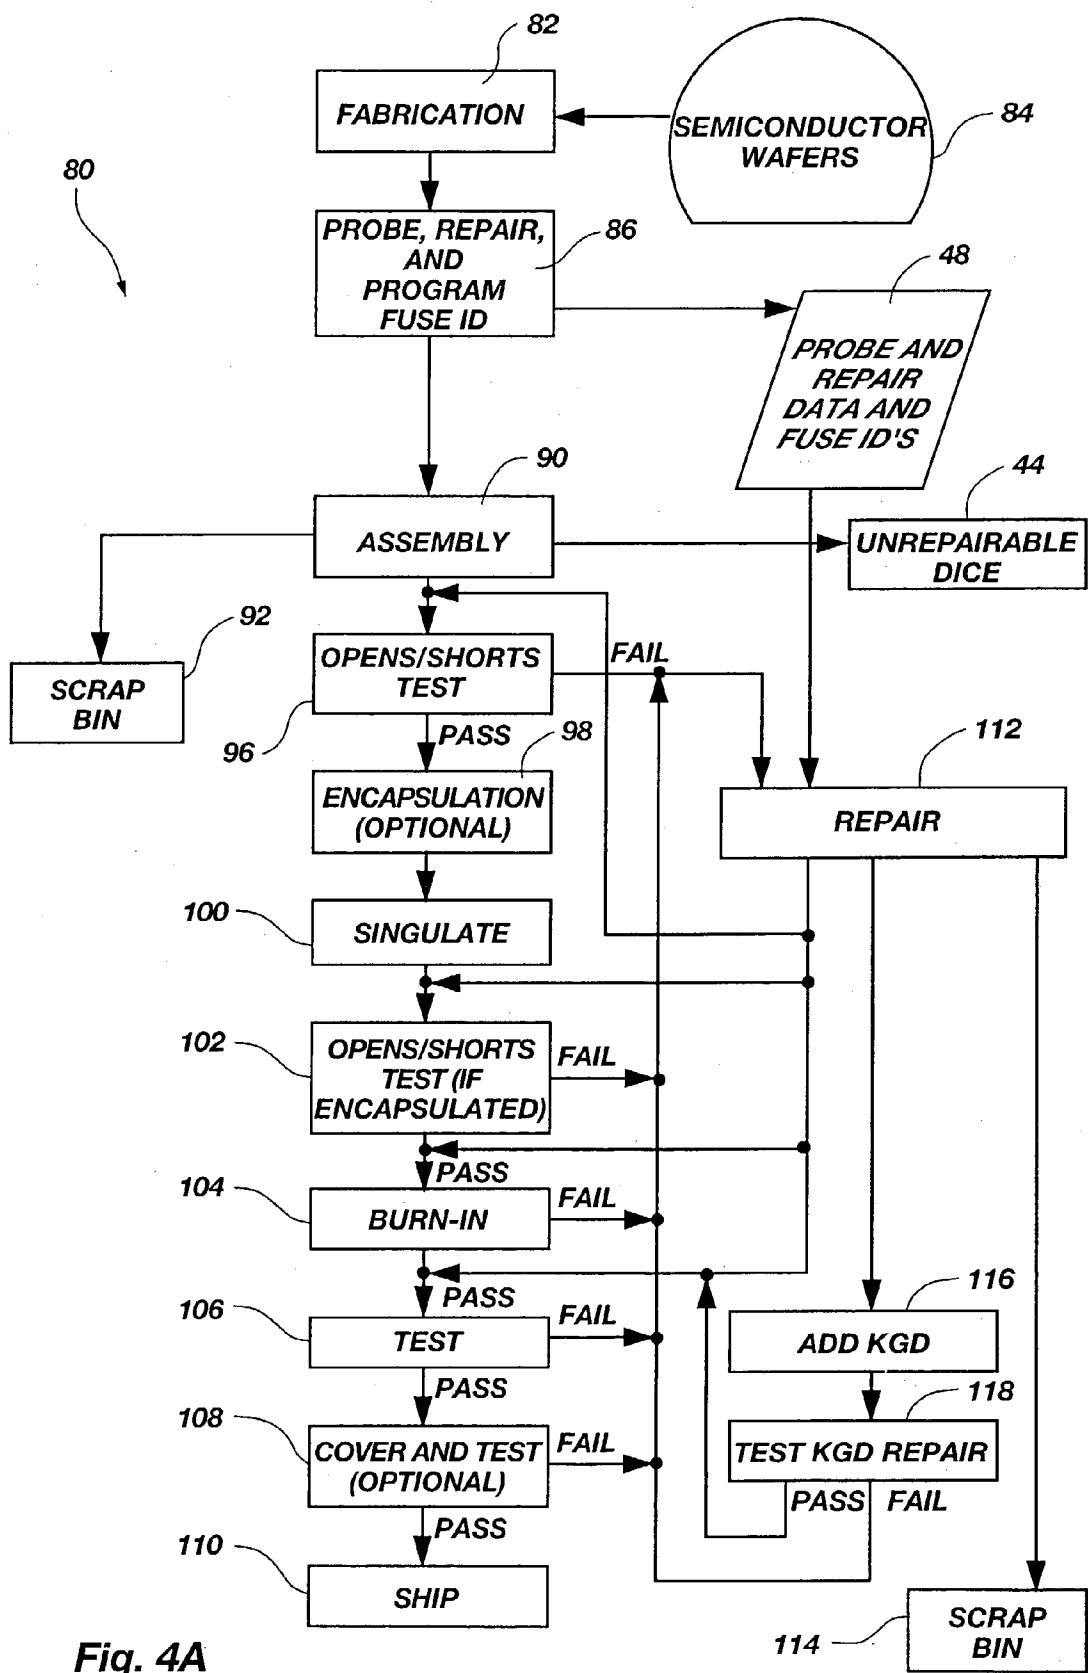 82
FABRICATION
SEMICONDUCTOR
WAFERS
84
80
PROBE, REPAIR,
AND
PROGRAM
FUSE ID
86
48
PROBE AND
REPAIR
DATA AND
FUSE ID'S
90
ASSEMBLY
44
UNREPAIRABLE
DICE
92
SCRAP
BIN
OPENS/SHORTS
TEST
FAIL
96
PASS
98
ENCAPSULATION
(OPTIONAL)
112
REPAIR
100
SINGULATE
102
OPENS/SHORTS
TEST (IF
ENCAPSULATED)
FAIL
PASS
104
BURN-IN
FAIL
PASS
106
TEST
FAIL
116
ADD KGD
PASS
118
TEST KGD REPAIR
PASS
FAIL
108
COVER AND TEST
(OPTIONAL)
FAIL
PASS
110
SHIP
114
SCRAP
BIN
Fig. 4A